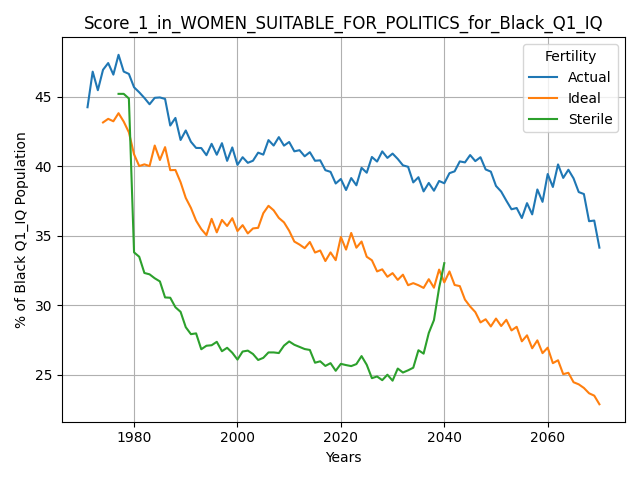 Score_1_in_WOMEN_SUITABLE_FOR_POLITICS_for_Black_Q1_IQ
Fertility
Actual
Ideal
Sterile
% of Black Q1_IQ Population
45
40
35
30
25
1980
2000
2020
2040
2060
Years